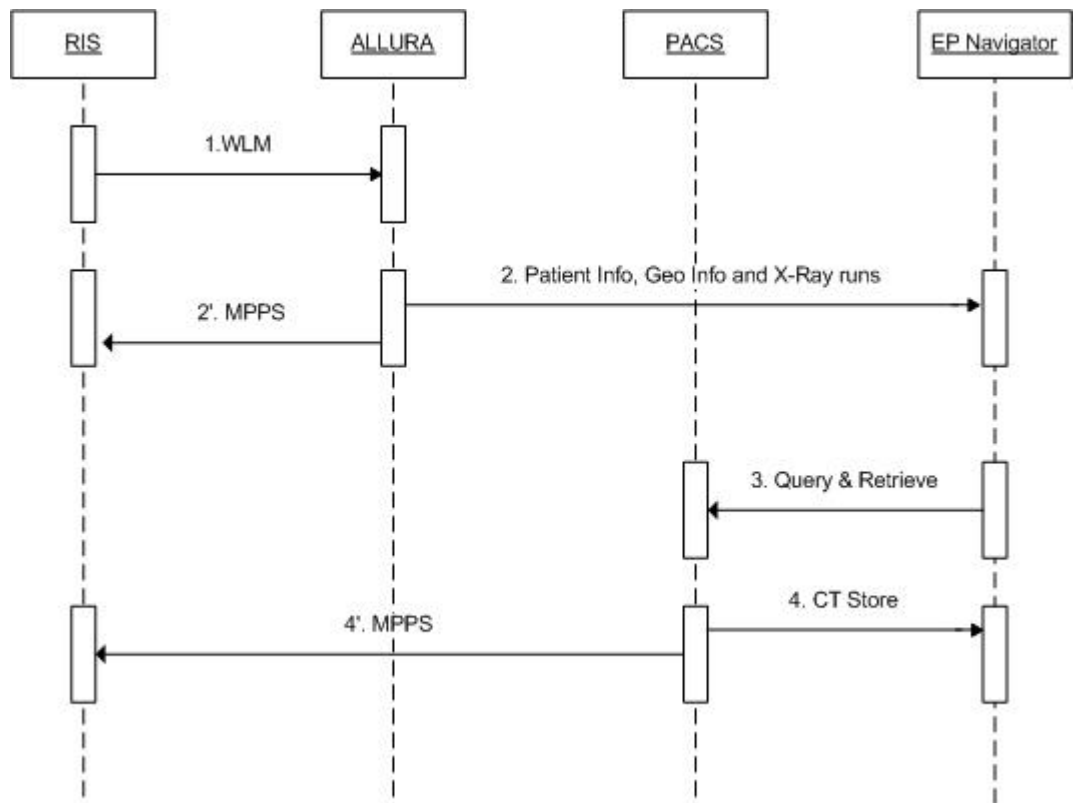 RIS
ALLURA
PACS
EP Navigator
1.WLM
2. Patient Info, Geo Info and X-Ray runs
2'. MPPS
3. Query & Retrieve
4. CT Store
4'. MPPS